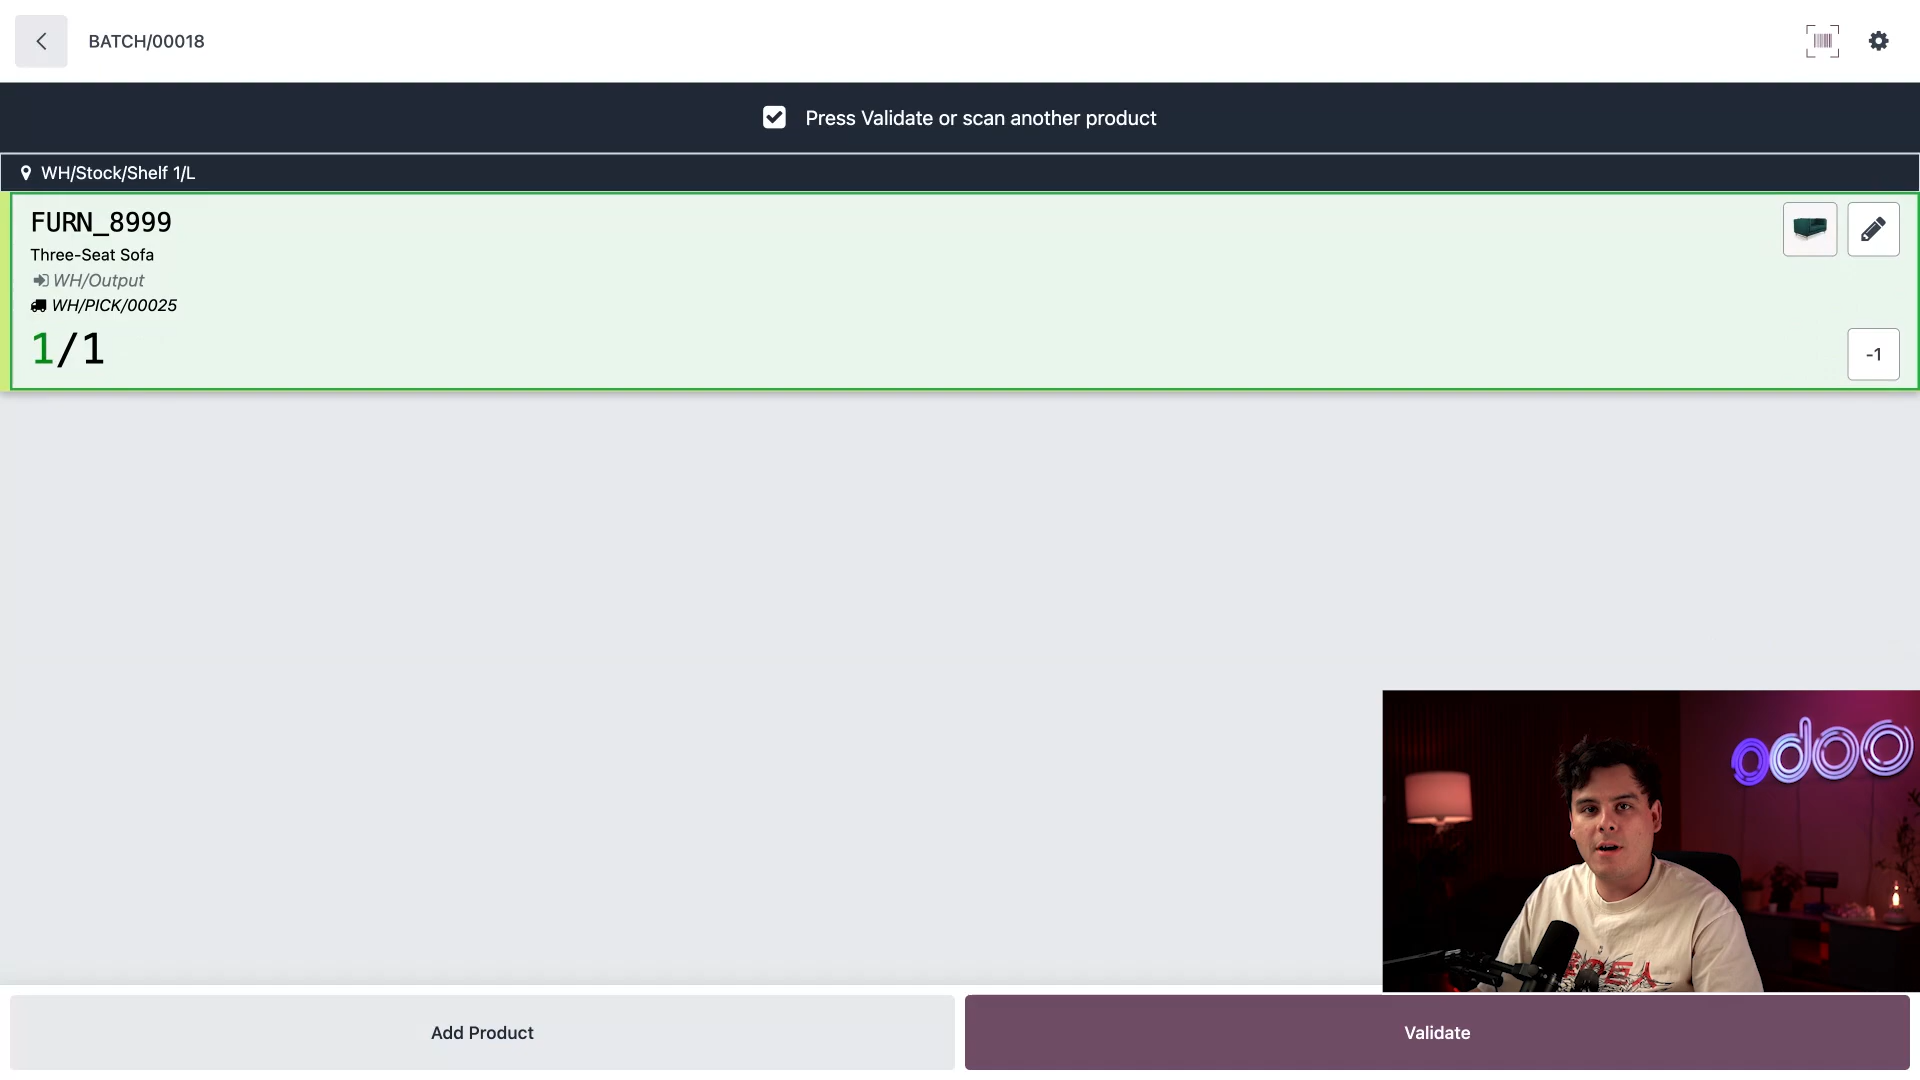 BATCH/00018
Press Validate or scan another product
WH/Stock/Shelf 1/L
FURN_8999
Three-Seat Sofa
WH/Output
WH/PICK/00025
1/1
-1
odoo
Add Product
Validate